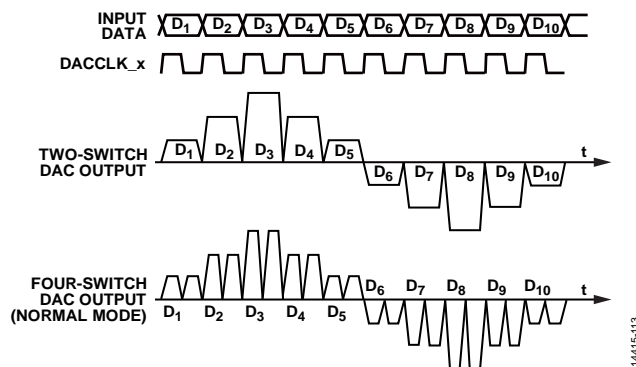 INPUT
DATA
D1 D2 D3 D4 D5 D6 D7 D8 D9 D10
DACCLK_x
TWO-SWITCH
DAC OUTPUT
D1 D2 D3 D4 D5
D6 D7 D8 D9 D10
t
FOUR-SWITCH
DAC OUTPUT
(NORMAL MODE)
D1 D2 D3 D4 D5
D6 D7 D8 D9 D10
t
14415-113